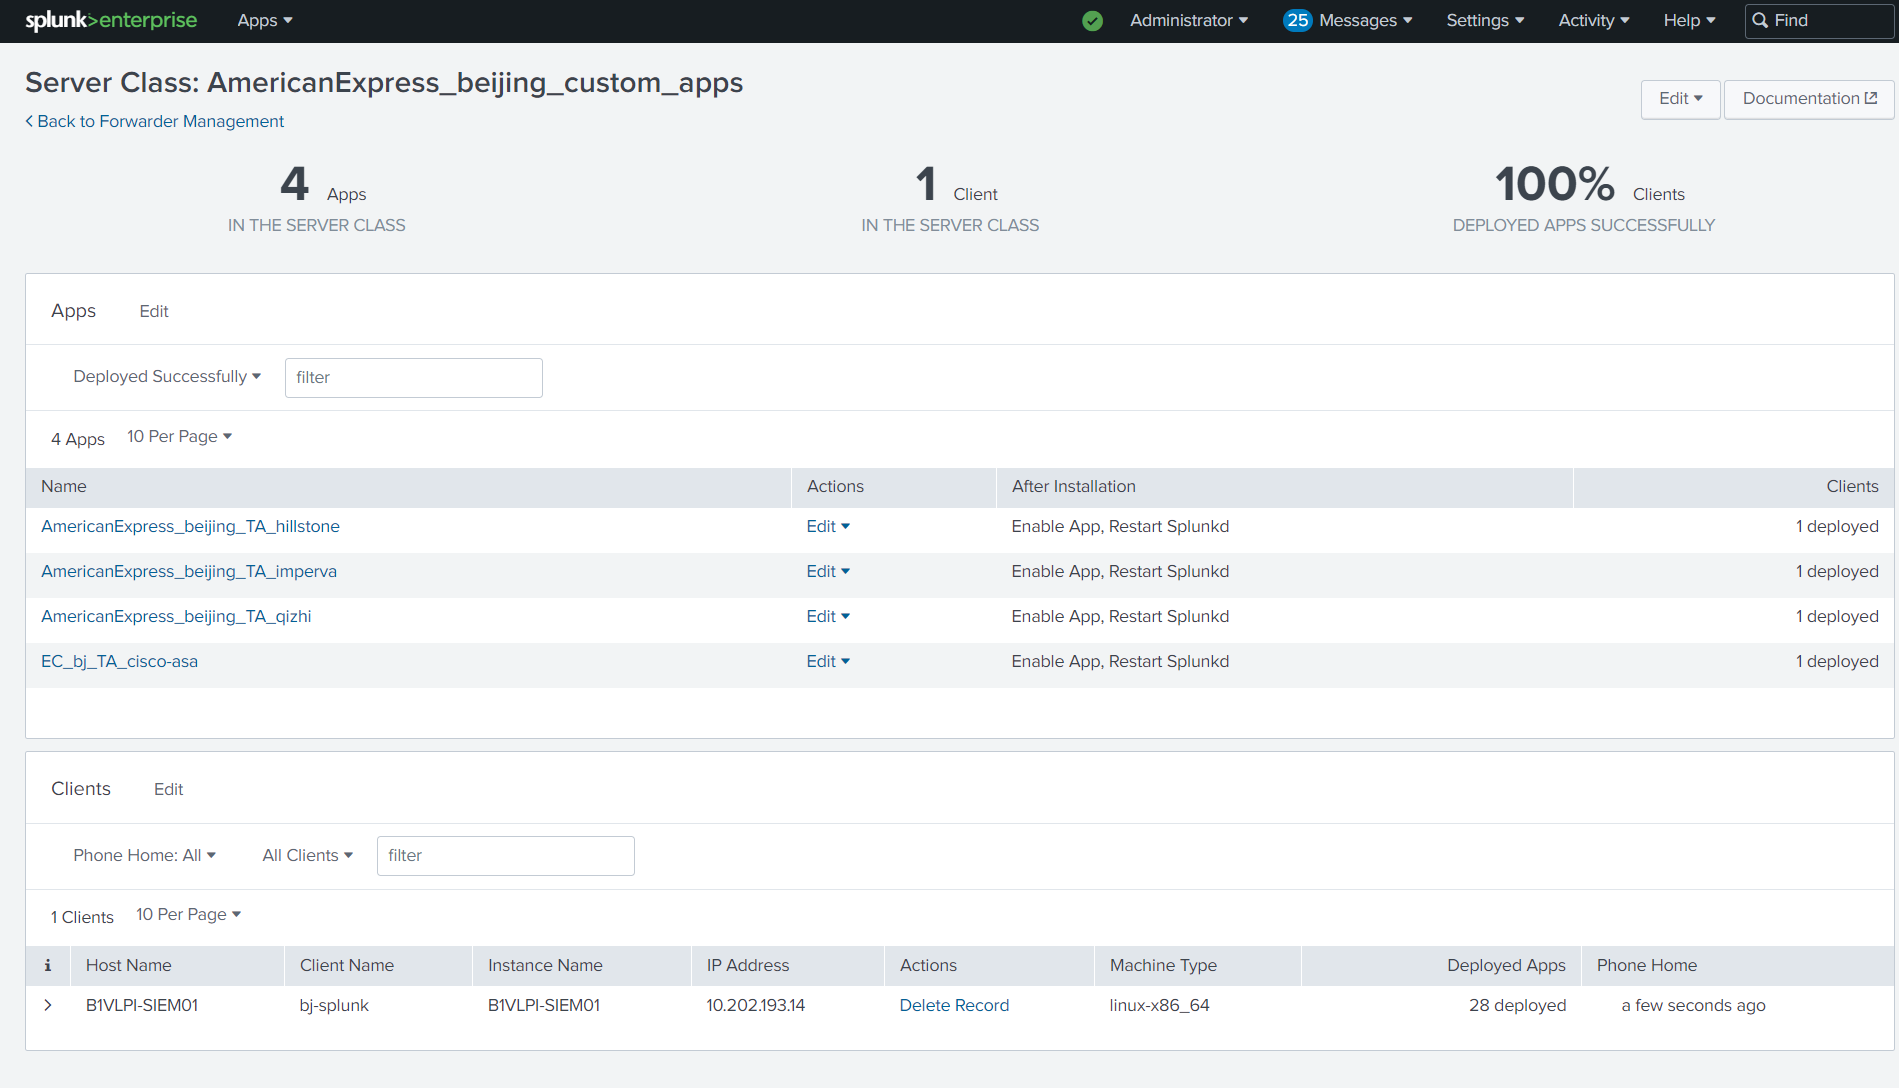 splunk>enterprise Apps Administrator 25 Messages Settings Activity Help Find
Server Class: AmericanExpress_beijing_custom_apps
Edit Documentation
Back to Forwarder Management
4 Apps
IN THE SERVER CLASS
1 Client
IN THE SERVER CLASS
100% Clients
DEPLOYED APPS SUCCESSFULLY
Apps Edit
Deployed Successfully filter
4 Apps 10 Per Page
Name Actions After Installation Clients
AmericanExpress_beijing_TA_hillstone Edit Enable App, Restart Splunkd 1 deployed
AmericanExpress_beijing_TA_imperva Edit Enable App, Restart Splunkd 1 deployed
AmericanExpress_beijing_TA_qizhi Edit Enable App, Restart Splunkd 1 deployed
EC_bj_TA_cisco-asa Edit Enable App, Restart Splunkd 1 deployed
Clients Edit
Phone Home: All All Clients filter
1 Clients 10 Per Page
i Host Name Client Name Instance Name IP Address Actions Machine Type Deployed Apps Phone Home
B1VLPI-SIEM01 bj-splunk B1VLPI-SIEM01 10.202.193.14 Delete Record linux-x86_64 28 deployed a few seconds ago